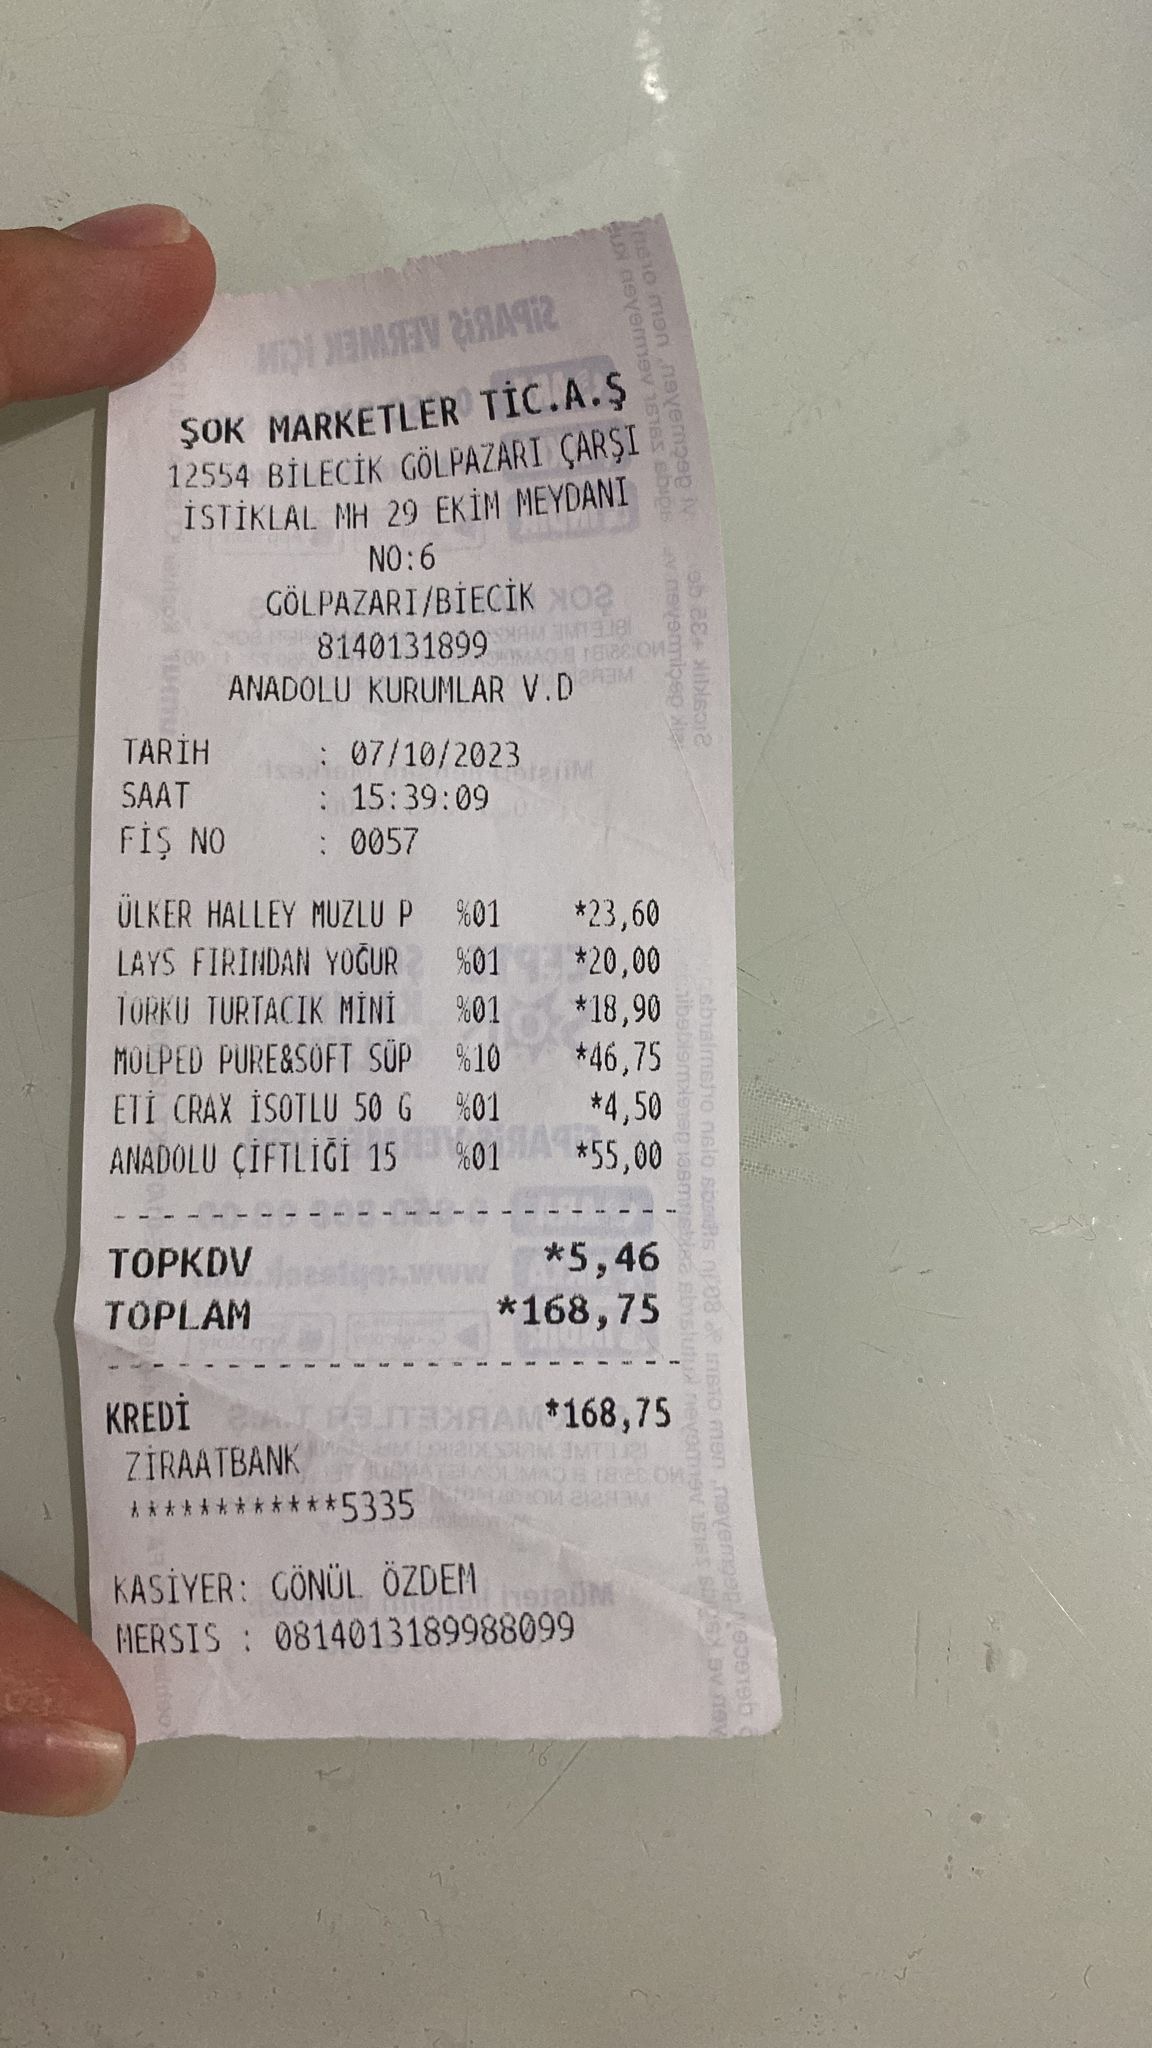 ŞOK MARKETLER TİC.A.Ş
12554 BİLECİK GÖLPAZARI ÇARŞI
İSTİKLAL MH 29 EKİM MEYDANI
NO:6
GÖLPAZARI/BİECİK
8140131899
ANADOLU KURUMLAR V.D
TARİH : 07/10/2023
SAAT : 15:39:09
FİŞ NO : 0057
ÜLKER HALLEY MUZLU P %01 *23,60
LAYS FIRINDAN YOĞUR %01 *20,00
TORKU TURTACIK MİNİ %01 *18,90
MOLPED PURE&SOFT SÜP %10 *46,75
ETİ CRAX İSOTLU 50 G %01 *4,50
ANADOLU ÇİFTLİĞİ 15 %01 *55,00
TOPKDV *5,46
TOPLAM *168,75
KREDİ *168,75
ZİRAATBANK
************5335
KASİYER: GÖNÜL ÖZDEM
MERSIS : 0814013189988099